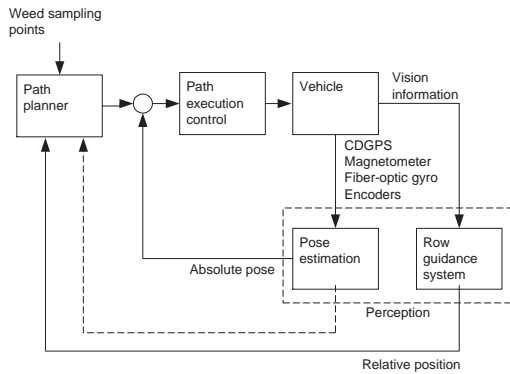 Weed sampling
points
Path
planner
Path
execution
control
Vehicle
Vision
information
CDGPS
Magnetometer
Fiber-optic gyro
Encoders
Pose
estimation
Row
guidance
system
Absolute pose
Perception
Relative position